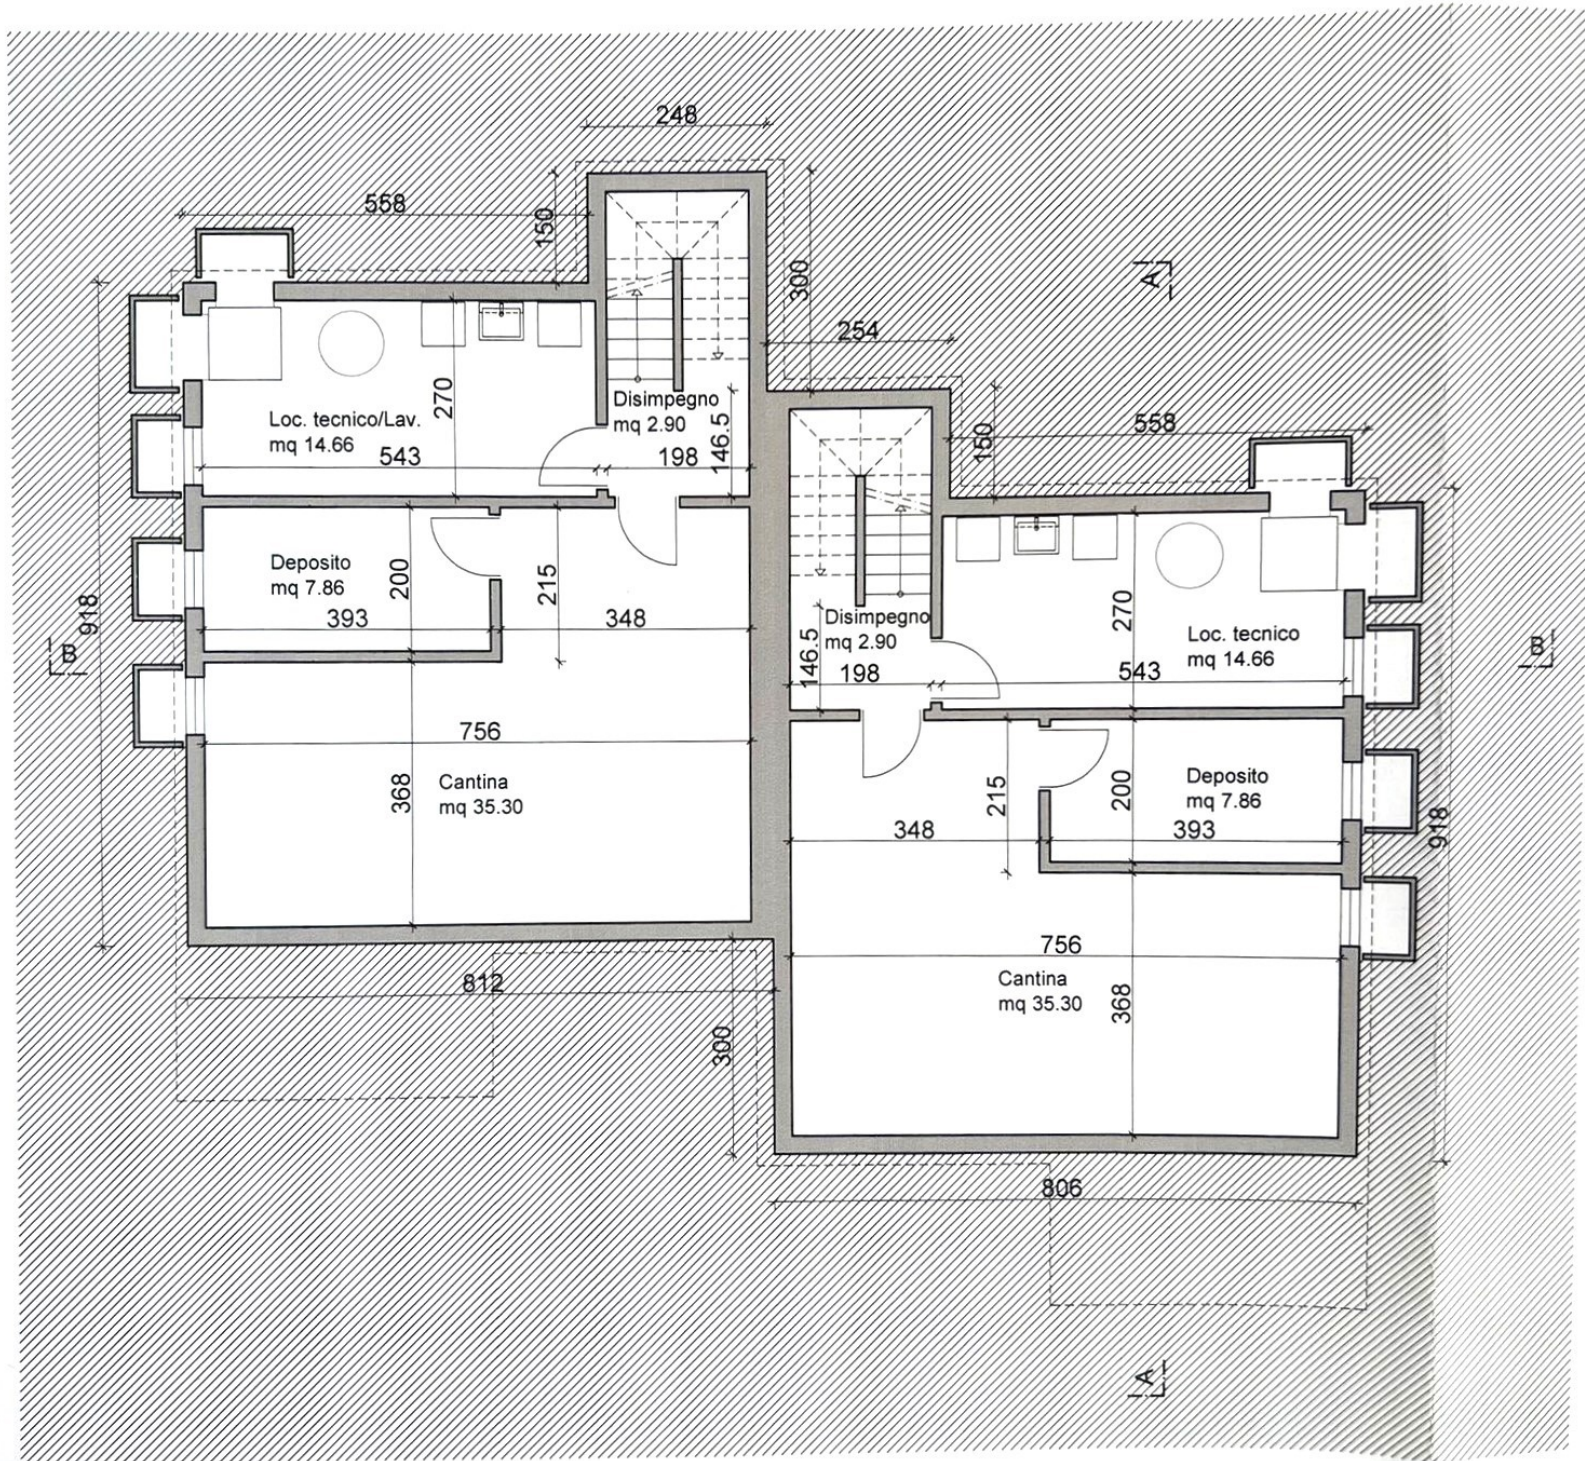 248
558
150
300
A
254
Loc. tecnico/Lav.
mq 14.66
270
Disimpegno
mq 2.90
146.5
543
198
150
558
918
Deposito
mq 7.86
200
393
215
348
B
756
368
Cantina
mq 35.30
Disimpegno
mq 2.90
146.5
198
270
Loc. tecnico
mq 14.66
543
B
215
200
Deposito
mq 7.86
348
393
918
756
Cantina
mq 35.30
368
812
300
806
A